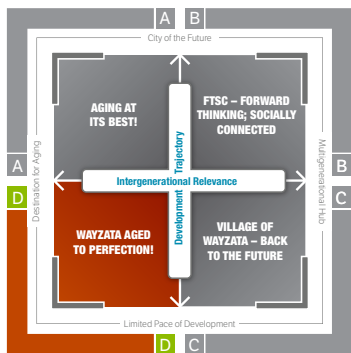 A B
City of the Future
AGING AT
ITS BEST!
FTSC – FORWARD
THINKING; SOCIALLY
CONNECTED
Development Trajectory
A
Destination for Aging
Intergenerational Relevance
Multigenerational Hub
B
D
C
WAYZATA AGED
TO PERFECTION!
VILLAGE OF
WAYZATA – BACK
TO THE FUTURE
Limited Pace of Development
D C